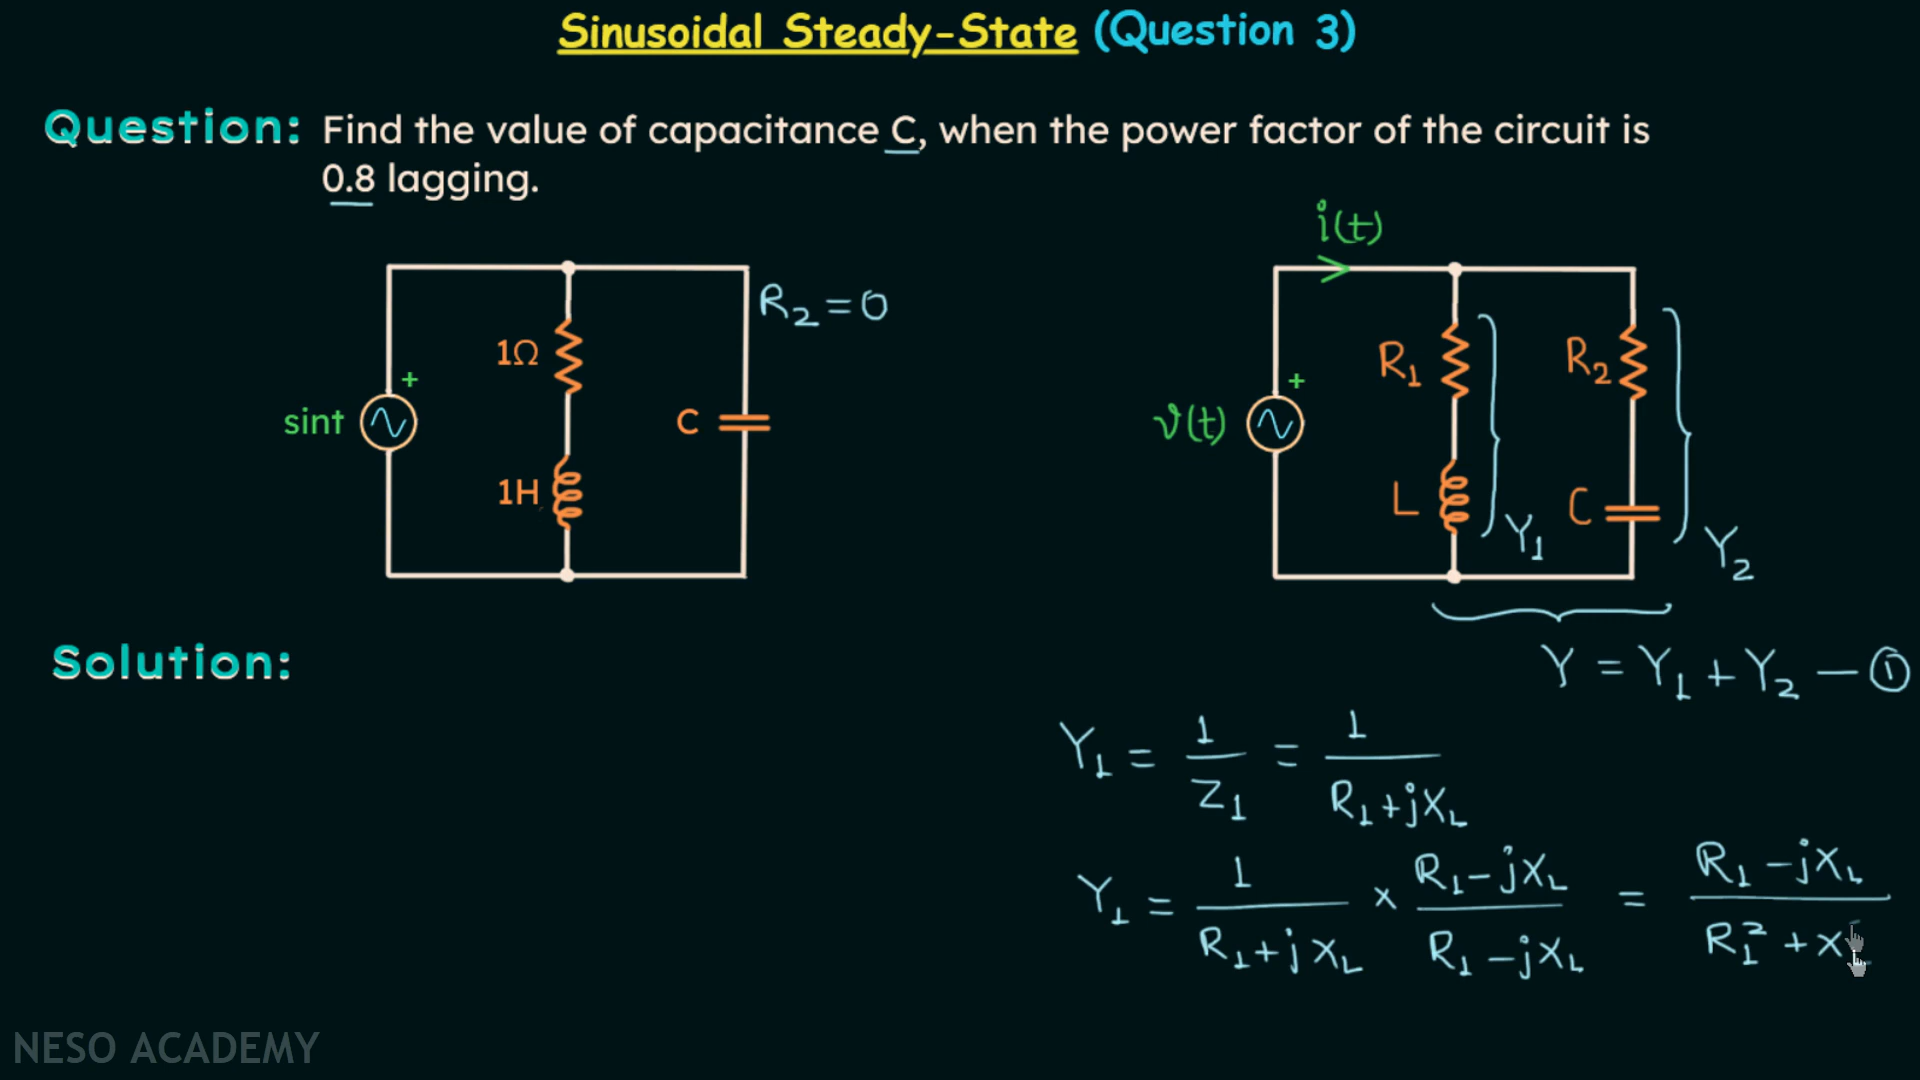 Sinusoidal Steady-State (Question 3)
Question: Find the value of capacitance C, when the power factor of the circuit is
0.8 lagging.
i(t)
R₂ = 0
1Ω
R₁
R₂
+
+
sint
C
v(t)
1H
L
C
Y₁
Y₂
Solution:
Y = Y₁ + Y₂ — ①
Y₁ = 1/Z₁ = 1/(R₁+jX_L)
Y₁ = 1/(R₁+jX_L) × (R₁-jX_L)/(R₁-jX_L) = (R₁-jX_L)/(R₁² + X
NESO ACADEMY